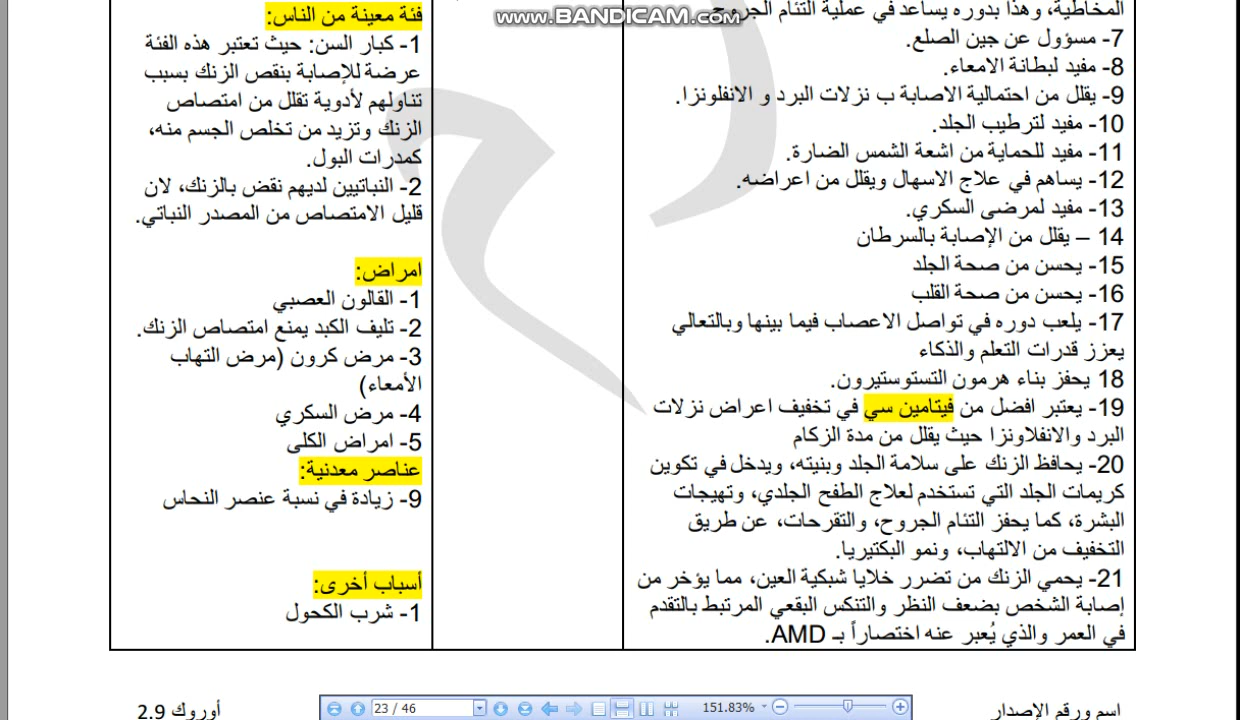 www.BANDICAM.com
المخاطية، وهذا بدوره يساعد في عملية التئام الجروح
7- مسؤول عن جين الصلع.
8- مفيد لبطانة الامعاء.
9- يقلل من احتمالية الاصابة ب نزلات البرد و الانفلونزا.
10- مفيد لترطيب الجلد.
11- مفيد للحماية من اشعة الشمس الضارة.
12- يساهم في علاج الاسهال ويقلل من اعراضه.
13- مفيد لمرضى السكري.
14 – يقلل من الإصابة بالسرطان
15- يحسن من صحة الجلد
16- يحسن من صحة القلب
17- يلعب دوره في تواصل الاعصاب فيما بينها وبالتعالي
يعزز قدرات التعلم والذكاء
18 يحفز بناء هرمون التستوستيرون.
19- يعتبر افضل من فيتامين سي في تخفيف اعراض نزلات
البرد والانفلاونزا حيث يقلل من مدة الزكام
20- يحافظ الزنك على سلامة الجلد وبنيته، ويدخل في تكوين
كريمات الجلد التي تستخدم لعلاج الطفح الجلدي، وتهيجات
البشرة، كما يحفز التئام الجروح، والتقرحات، عن طريق
التخفيف من الالتهاب، ونمو البكتيريا.
21- يحمي الزنك من تضرر خلايا شبكية العين، مما يؤخر من
إصابة الشخص بضعف النظر والتنكس البقعي المرتبط بالتقدم
في العمر والذي يُعبر عنه اختصاراً بـ AMD.
فئة معينة من الناس:
1- كبار السن: حيث تعتبر هذه الفئة
عرضة للإصابة بنقص الزنك بسبب
تناولهم لأدوية تقلل من امتصاص
الزنك وتزيد من تخلص الجسم منه،
كمدرات البول.
2- النباتيين لديهم نقض بالزنك، لان
قليل الامتصاص من المصدر النباتي.
امراض:
1- القالون العصبي
2- تليف الكبد يمنع امتصاص الزنك.
3- مرض كرون (مرض التهاب
الأمعاء)
4- مرض السكري
5- امراض الكلى
عناصر معدنية:
9- زيادة في نسبة عنصر النحاس
أسباب أخرى:
1- شرب الكحول
اسم ورقم الإصدار
23 / 46
151.83%
أوروك 2.9